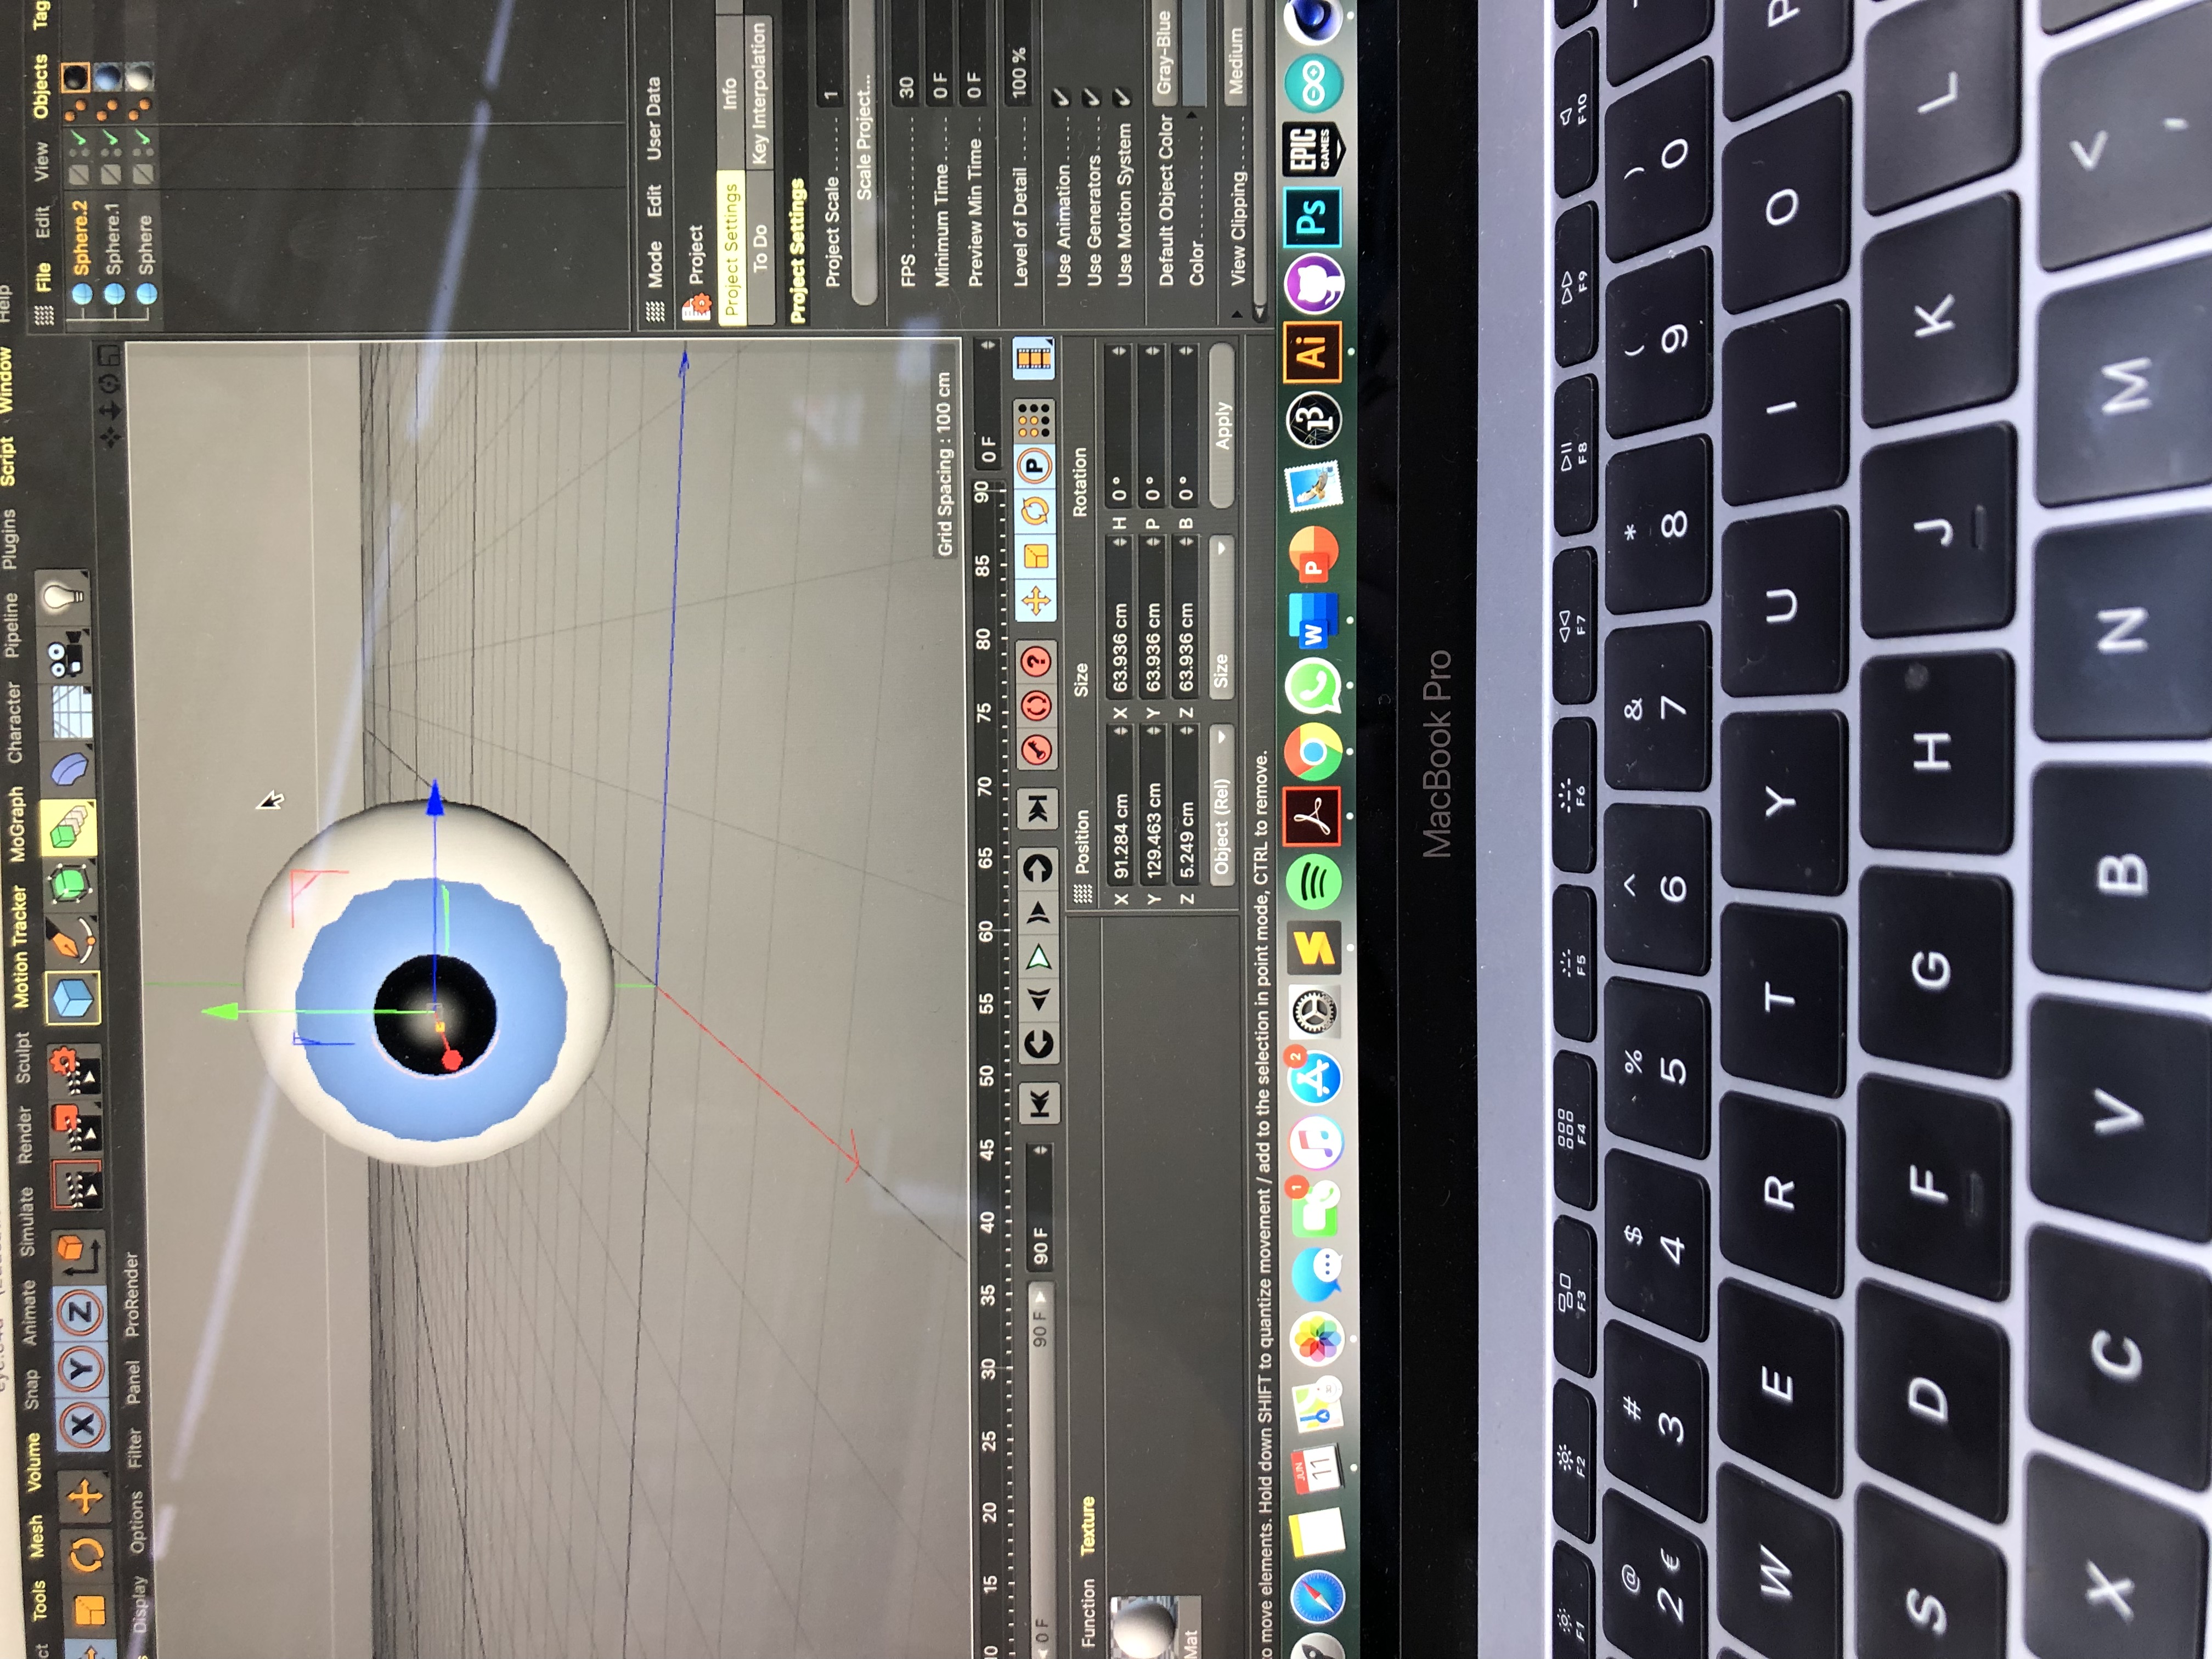 Tools Mesh Volume Snap Animate Simulate Render Sculpt Motion Tracker MoGraph Character Pipeline Plugins Script Window Help
X Y Z
File Edit View Objects Tag
Sphere.2
Sphere.1
Sphere
Display Options Filter Panel ProRender
Grid Spacing : 100 cm
Mode Edit User Data
Project
Project Settings Info
To Do Key Interpolation
Project Settings
Project Scale ...... 1
Scale Project...
FPS .............. 30
Minimum Time ..... 0 F
Preview Min Time .. 0 F
Level of Detail ..... 100 %
Use Animation .....
Use Generators ....
Use Motion System
Default Object Color Gray-Blue
Color ............
View Clipping ...... Medium
15 20 25 30 35 40 45 50 55 60 65 70 75 80 85 90 0 F
0 F 90 F 90 F
P
Function Texture
Mat
Position Size Rotation
X 91.284 cm X 63.936 cm H 0 °
Y 129.463 cm Y 63.936 cm P 0 °
Z 5.249 cm Z 63.936 cm B 0 °
Object (Rel) Size Apply
to move elements. Hold down SHIFT to quantize movement / add to the selection in point mode, CTRL to remove.
JUN
11
1
2
W
P
Ai
Ps
EPIC
GAMES
MacBook Pro
F1 F2 F3 F4 F5 F6 F7 F8 F9 F10
@ # $ % ^ & * ( )
2 € 3 4 5 6 7 8 9 0
W E R T Y U I O P
S D F G H J K L
X C V B N M <
,